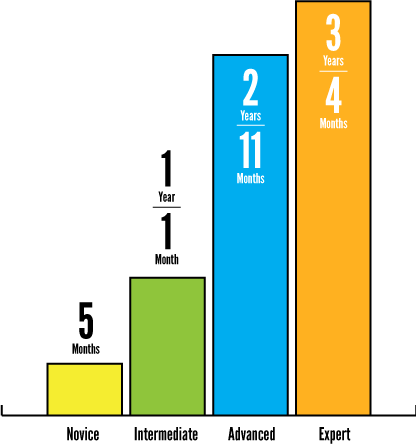 5
Months
1
Year
1
Month
2
Years
11
Months
3
Years
4
Months
Novice
Intermediate
Advanced
Expert